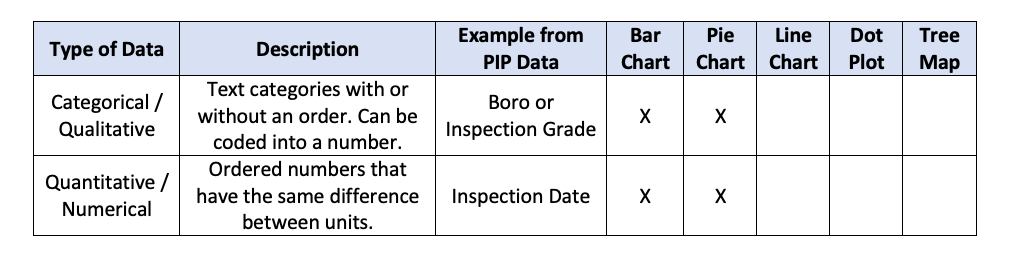 Type of Data
Description
Example from
PIP Data
Bar
Chart
Pie
Chart
Line
Chart
Dot
Plot
Tree
Map
Categorical /
Qualitative
Text categories with or
without an order. Can be
coded into a number.
Boro or
Inspection Grade
X
X
Quantitative /
Numerical
Ordered numbers that
have the same difference
between units.
Inspection Date
X
X